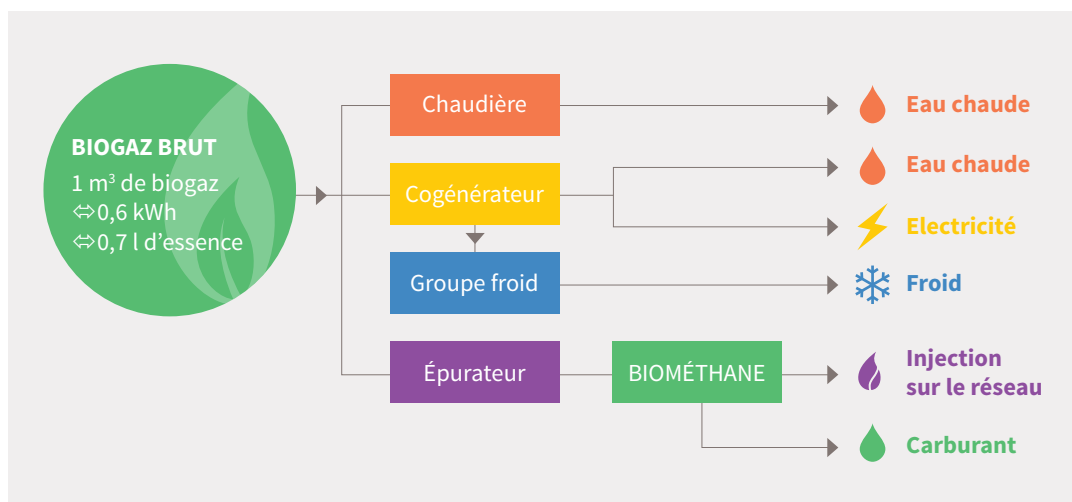 BIOGAZ BRUT
1 m³ de biogaz
⇔0,6 kWh
⇔0,7 l d’essence
Chaudière
Eau chaude
Cogénérateur
Eau chaude
Electricité
Groupe froid
Froid
Épurateur
BIOMÉTHANE
Injection
sur le réseau
Carburant